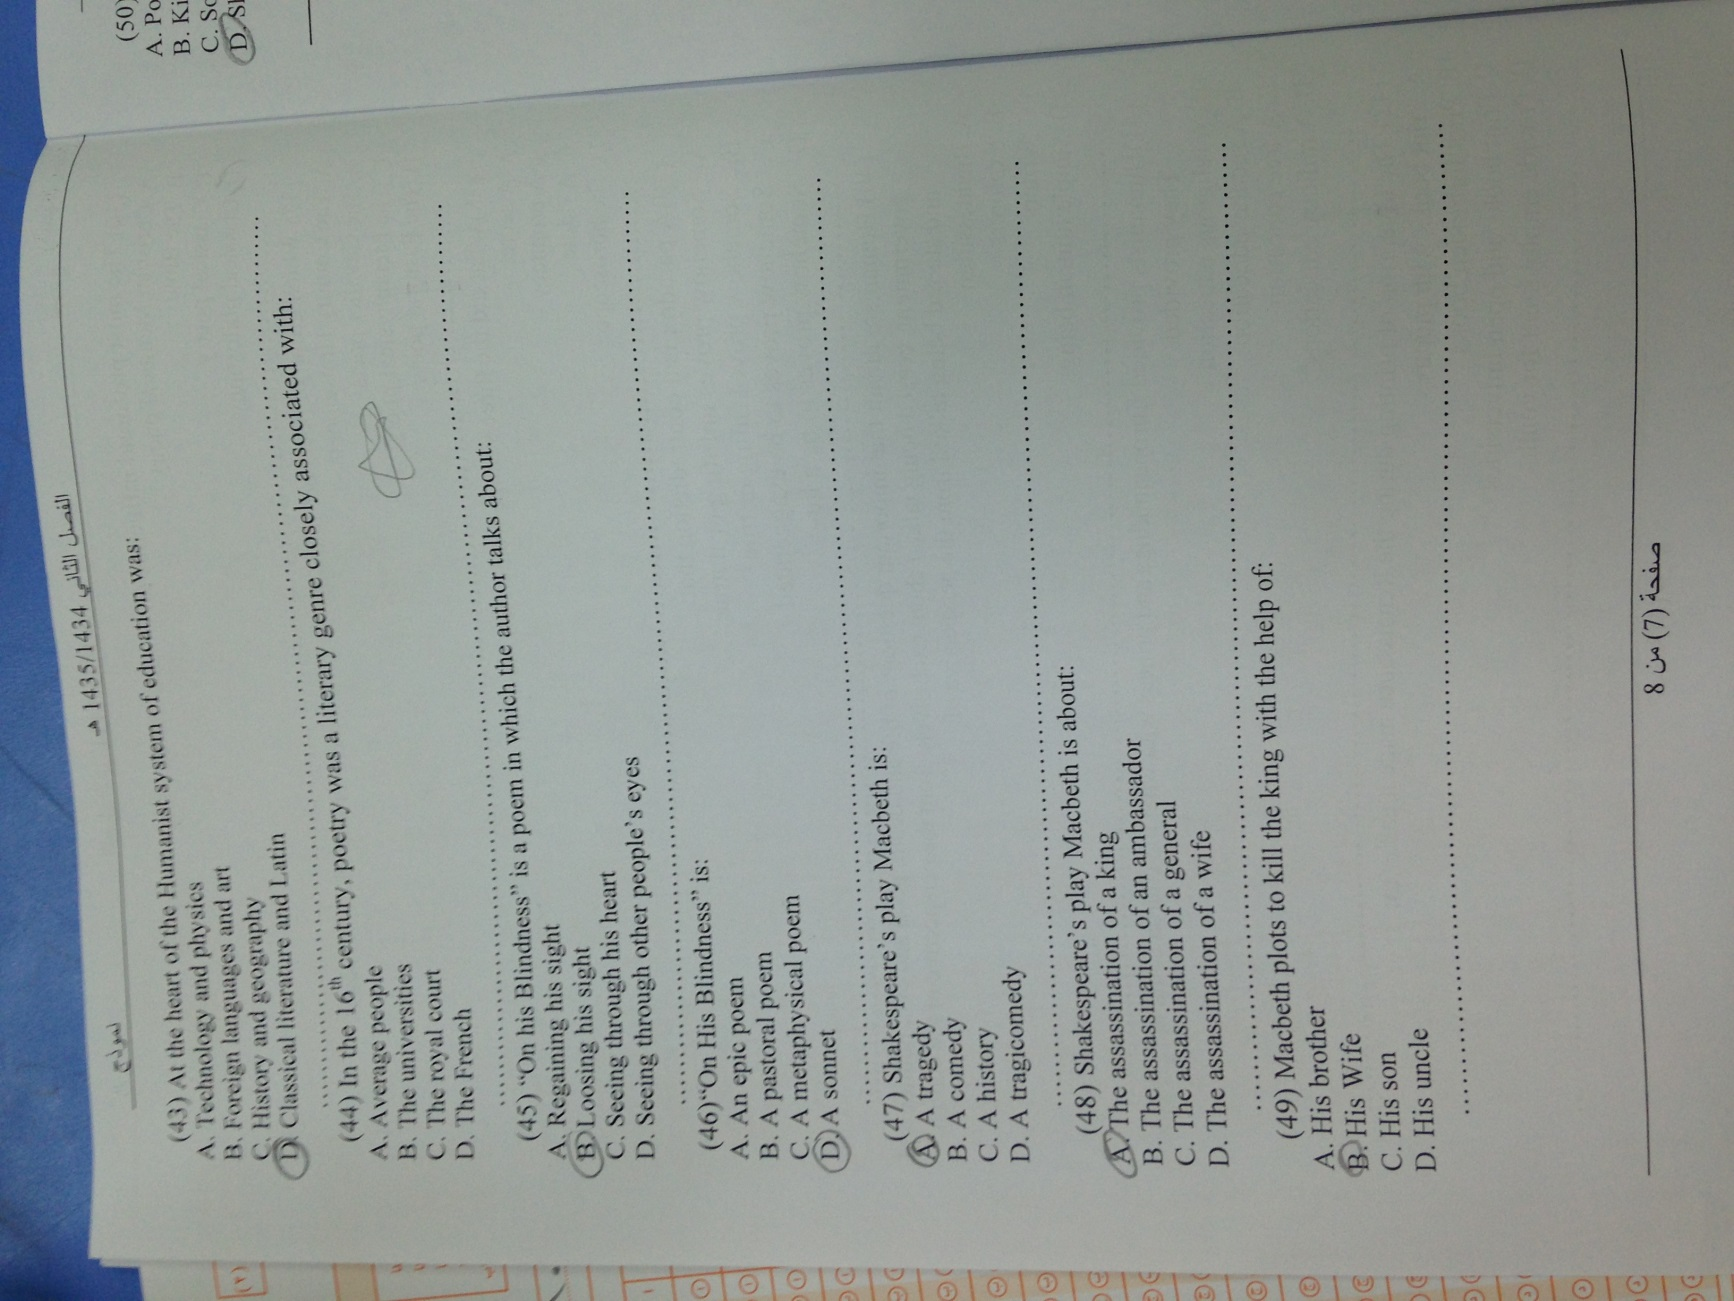 نموذج
الفصل الثاني 1435/1434 هـ
(43) At the heart of the Humanist system of education was:
A. Technology and physics
B. Foreign languages and art
C. History and geography
D. Classical literature and Latin
(44) In the 16th century, poetry was a literary genre closely associated with:
A. Average people
B. The universities
C. The royal court
D. The French
(45) “On his Blindness” is a poem in which the author talks about:
A. Regaining his sight
B. Loosing his sight
C. Seeing through his heart
D. Seeing through other people’s eyes
(46)“On His Blindness” is:
A. An epic poem
B. A pastoral poem
C. A metaphysical poem
D. A sonnet
(47) Shakespeare’s play Macbeth is:
A. A tragedy
B. A comedy
C. A history
D. A tragicomedy
(48) Shakespeare’s play Macbeth is about:
A. The assassination of a king
B. The assassination of an ambassador
C. The assassination of a general
D. The assassination of a wife
(49) Macbeth plots to kill the king with the help of:
A. His brother
B. His Wife
C. His son
D. His uncle
صفحة (7) من 8
(50)
A.
B.
C.
D.